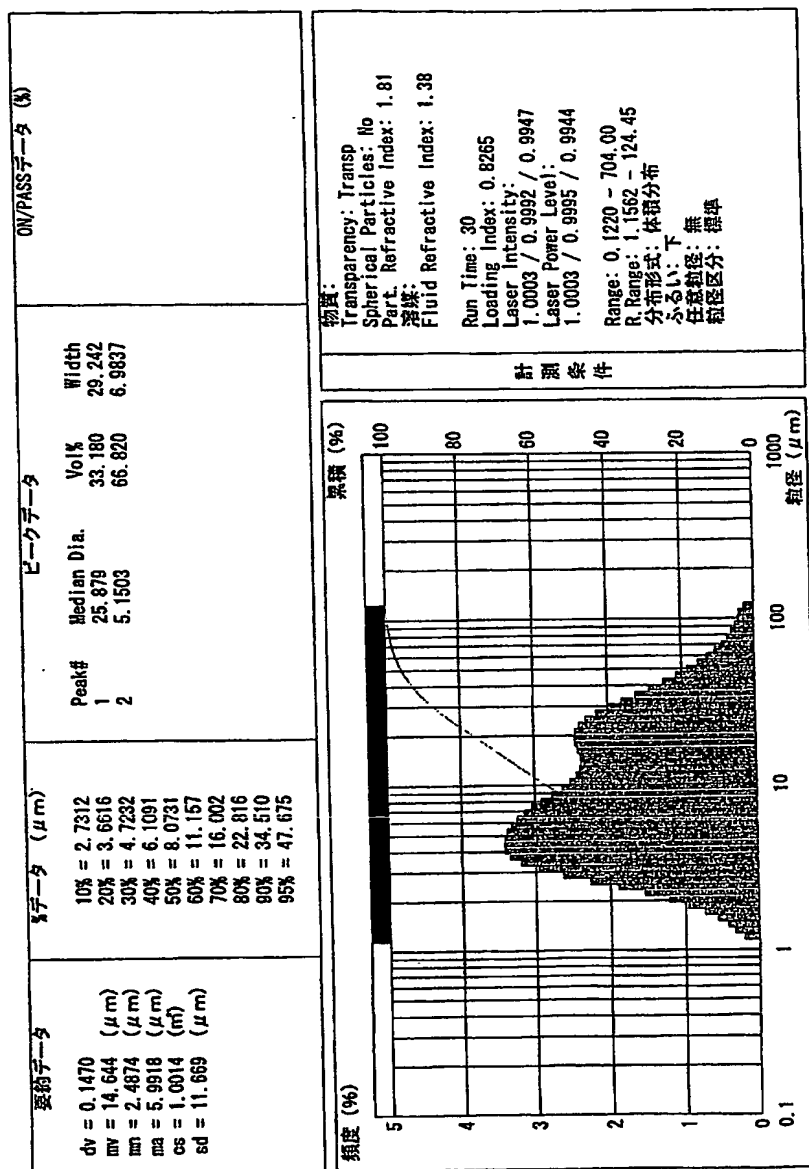 要約データ
dv = 0.1470
mv = 14.644 (μm)
mn = 2.4874 (μm)
ma = 5.9918 (μm)
cs = 1.0014 (㎡)
sd = 11.669 (μm)
%データ (μm)
10% = 2.7312
20% = 3.6616
30% = 4.7232
40% = 6.1091
50% = 8.0731
60% = 11.157
70% = 16.002
80% = 22.816
90% = 34.510
95% = 47.675
ピークデータ
Peak# Median Dia. Vol% Width
1 25.879 33.180 29.242
2 5.1503 66.820 6.9837
ON/PASSデータ (%)
頻度 (%)
累積 (%)
5 100
4 80
3 60
2 40
1 20
0 0
0.1 1 10 100 1000
粒径 (μm)
計測条件
物質:
Transparency: Transp
Spherical Particles: No
Part. Refractive Index: 1.81
溶媒:
Fluid Refractive Index: 1.38
Run Time: 30
Loading Index: 0.8265
Laser Intensity:
1.0003 / 0.9992 / 0.9947
Laser Power Level:
1.0003 / 0.9995 / 0.9944
Range: 0.1220 - 704.00
R.Range: 1.1562 - 124.45
分布形式: 体積分布
ふるい: 下
任意粒径: 無
粒径区分: 標準